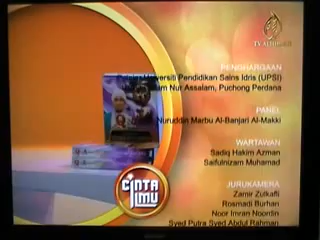 TV AlHijrah
PENGHARGAAN
Universiti Pendidikan Sains Idris (UPSI)
Nur Assalam, Puchong Perdana
PANEL
Nuruddin Marbu Al-Banjari Al-Makki
WARTAWAN
Sadiq Hakim Azman
Saifulnizam Muhamad
CINTA
ILMU
JURUKAMERA
Zamir Zulkafli
Rosmadi Burhan
Noor Imran Noordin
Syed Putra Syed Abdul Rahman